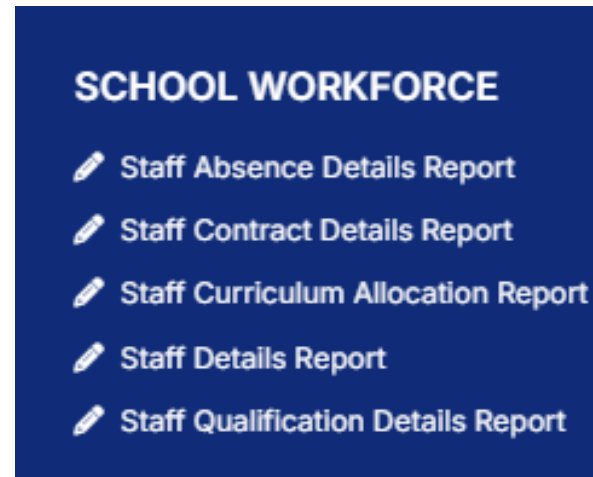 SCHOOL WORKFORCE
Staff Absence Details Report
Staff Contract Details Report
Staff Curriculum Allocation Report
Staff Details Report
Staff Qualification Details Report